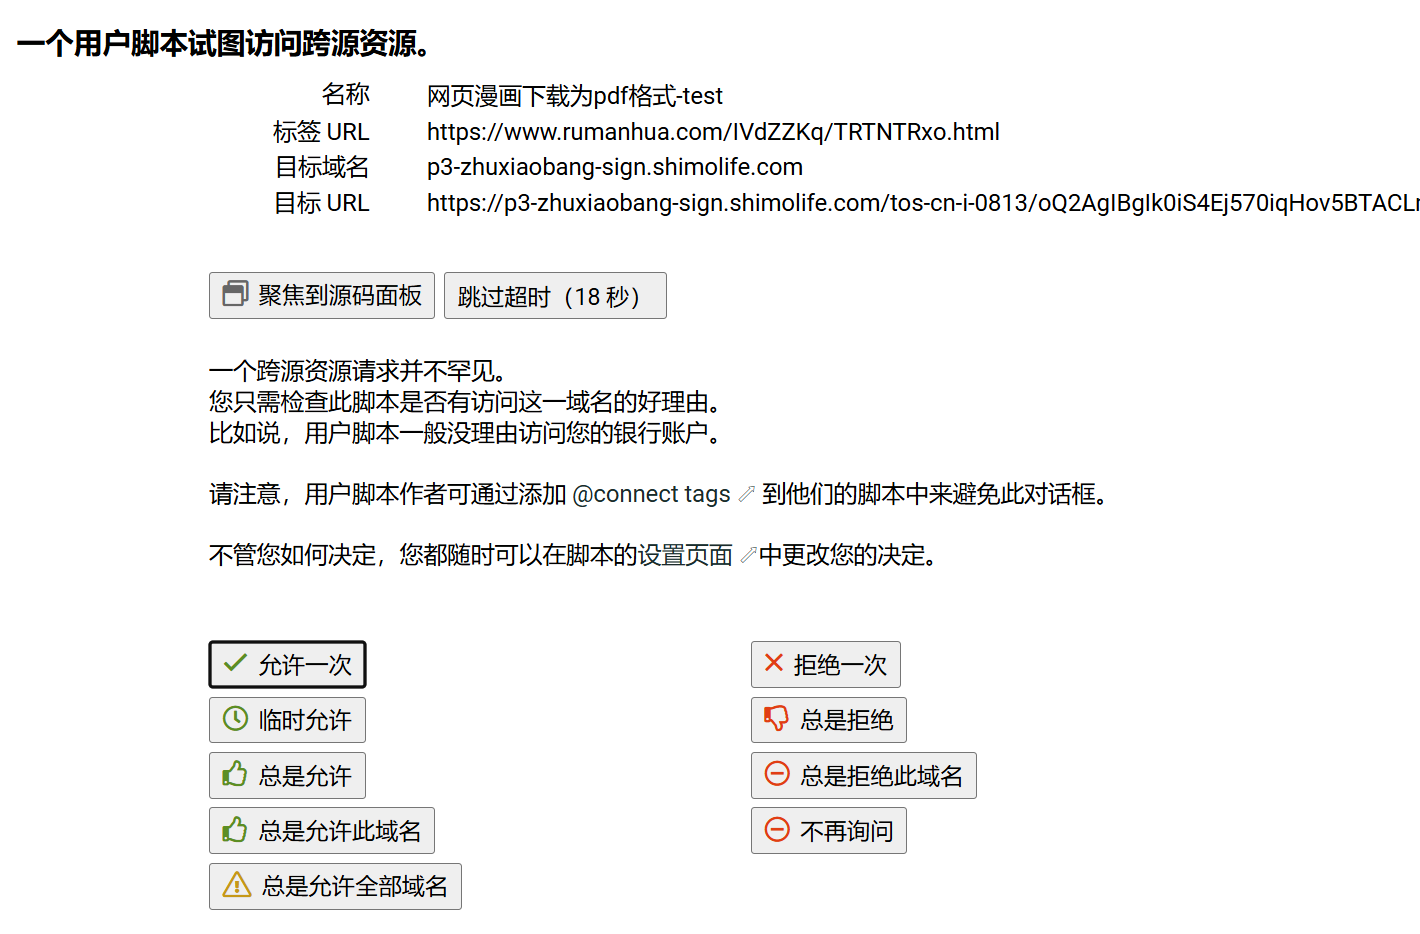 一个用户脚本试图访问跨源资源。
名称 网页漫画下载为pdf格式-test
标签 URL https://www.rumanhua.com/IVdZZKq/TRTNTRxo.html
目标域名 p3-zhuxiaobang-sign.shimolife.com
目标 URL https://p3-zhuxiaobang-sign.shimolife.com/tos-cn-i-0813/oQ2AgIBgIk0iS4Ej570iqHov5BTACLr
聚焦到源码面板 跳过超时（18 秒）
一个跨源资源请求并不罕见。
您只需检查此脚本是否有访问这一域名的好理由。
比如说，用户脚本一般没理由访问您的银行账户。
请注意，用户脚本作者可通过添加 @connect tags 到他们的脚本中来避免此对话框。
不管您如何决定，您都随时可以在脚本的设置页面中更改您的决定。
允许一次 拒绝一次
临时允许 总是拒绝
总是允许 总是拒绝此域名
总是允许此域名 不再询问
总是允许全部域名